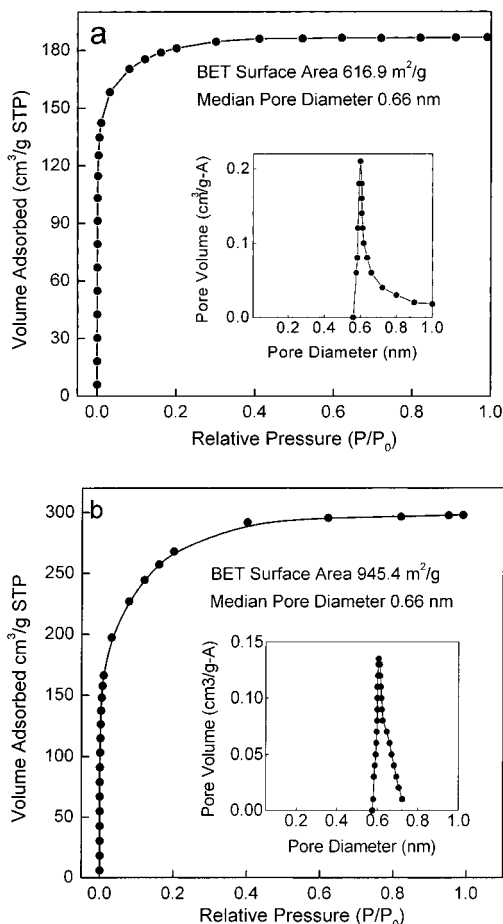 a
180
150
120
90
60
30
0
Volume Adsorbed (cm³/g STP)
BET Surface Area 616.9 m²/g
Median Pore Diameter 0.66 nm
0.2
0.1
0.0
Pore Volume (cm³/g-A)
0.2 0.4 0.6 0.8 1.0
Pore Diameter (nm)
0.0 0.2 0.4 0.6 0.8 1.0
Relative Pressure (P/P₀)
b
300
250
200
150
100
50
0
Volume Adsorbed cm³/g STP
BET Surface Area 945.4 m²/g
Median Pore Diameter 0.66 nm
0.15
0.10
0.05
0.00
Pore Volume (cm3/g-A)
0.2 0.4 0.6 0.8 1.0
Pore Diameter (nm)
0.0 0.2 0.4 0.6 0.8 1.0
Relative Pressure (P/P₀)